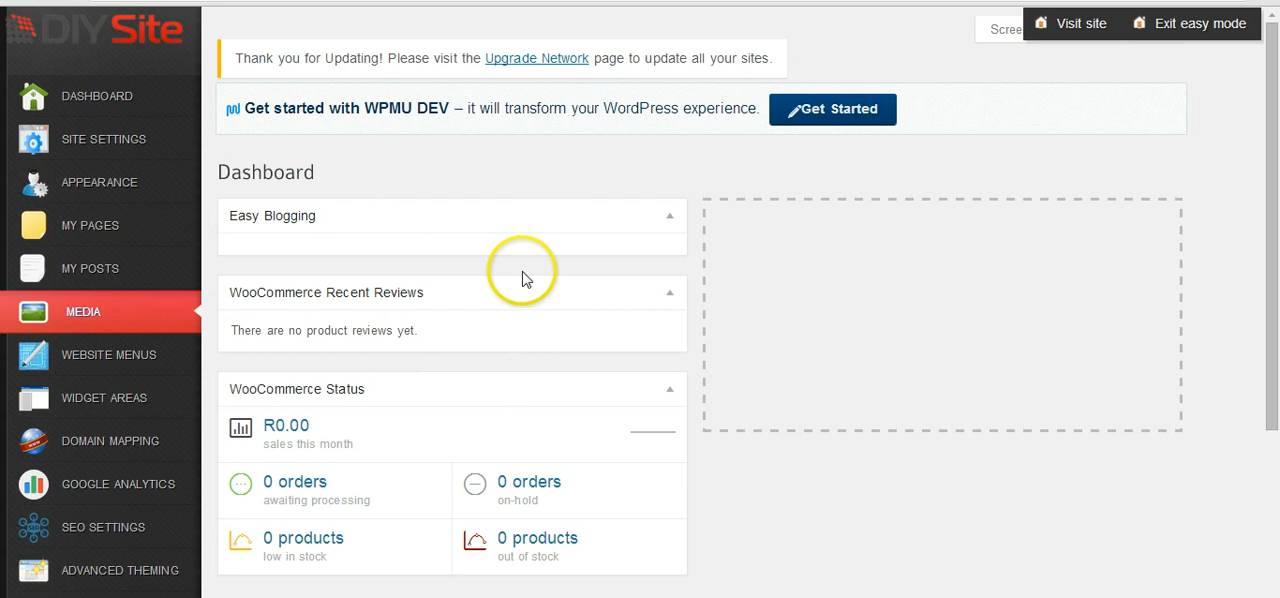 DIY Site
Scree
Visit site
Exit easy mode
Thank you for Updating! Please visit the Upgrade Network page to update all your sites.
Get started with WPMU DEV – it will transform your WordPress experience.
Get Started
DASHBOARD
SITE SETTINGS
APPEARANCE
MY PAGES
MY POSTS
MEDIA
WEBSITE MENUS
WIDGET AREAS
DOMAIN MAPPING
GOOGLE ANALYTICS
SEO SETTINGS
ADVANCED THEMING
Dashboard
Easy Blogging
WooCommerce Recent Reviews
There are no product reviews yet.
WooCommerce Status
R0.00
sales this month
0 orders
awaiting processing
0 orders
on-hold
0 products
low in stock
0 products
out of stock